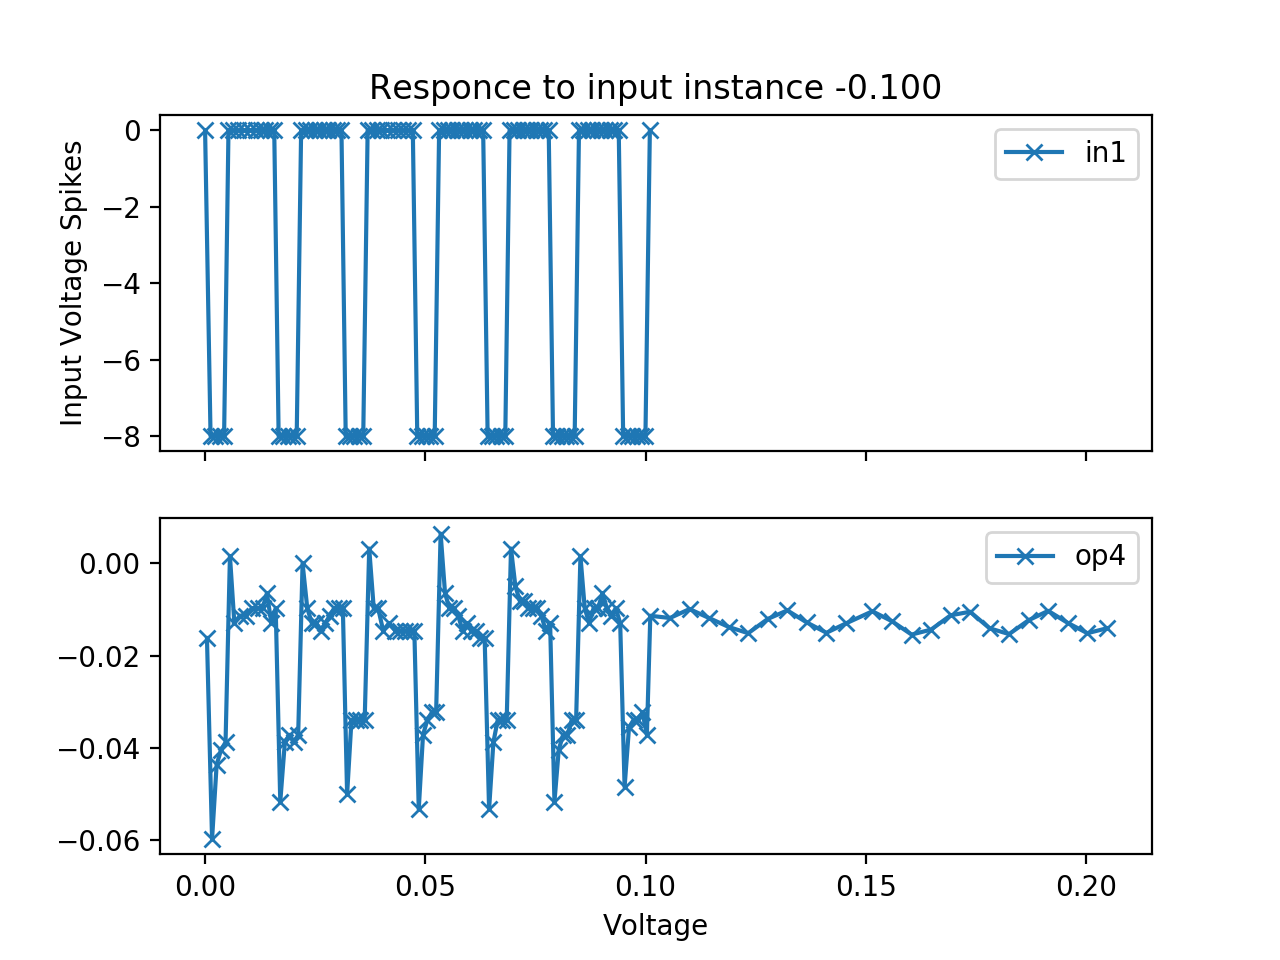 Responce to input instance -0.100
Input Voltage Spikes
0
−2
−4
−6
−8
in1
0.00
−0.02
−0.04
−0.06
op4
0.00 0.05 0.10 0.15 0.20
Voltage